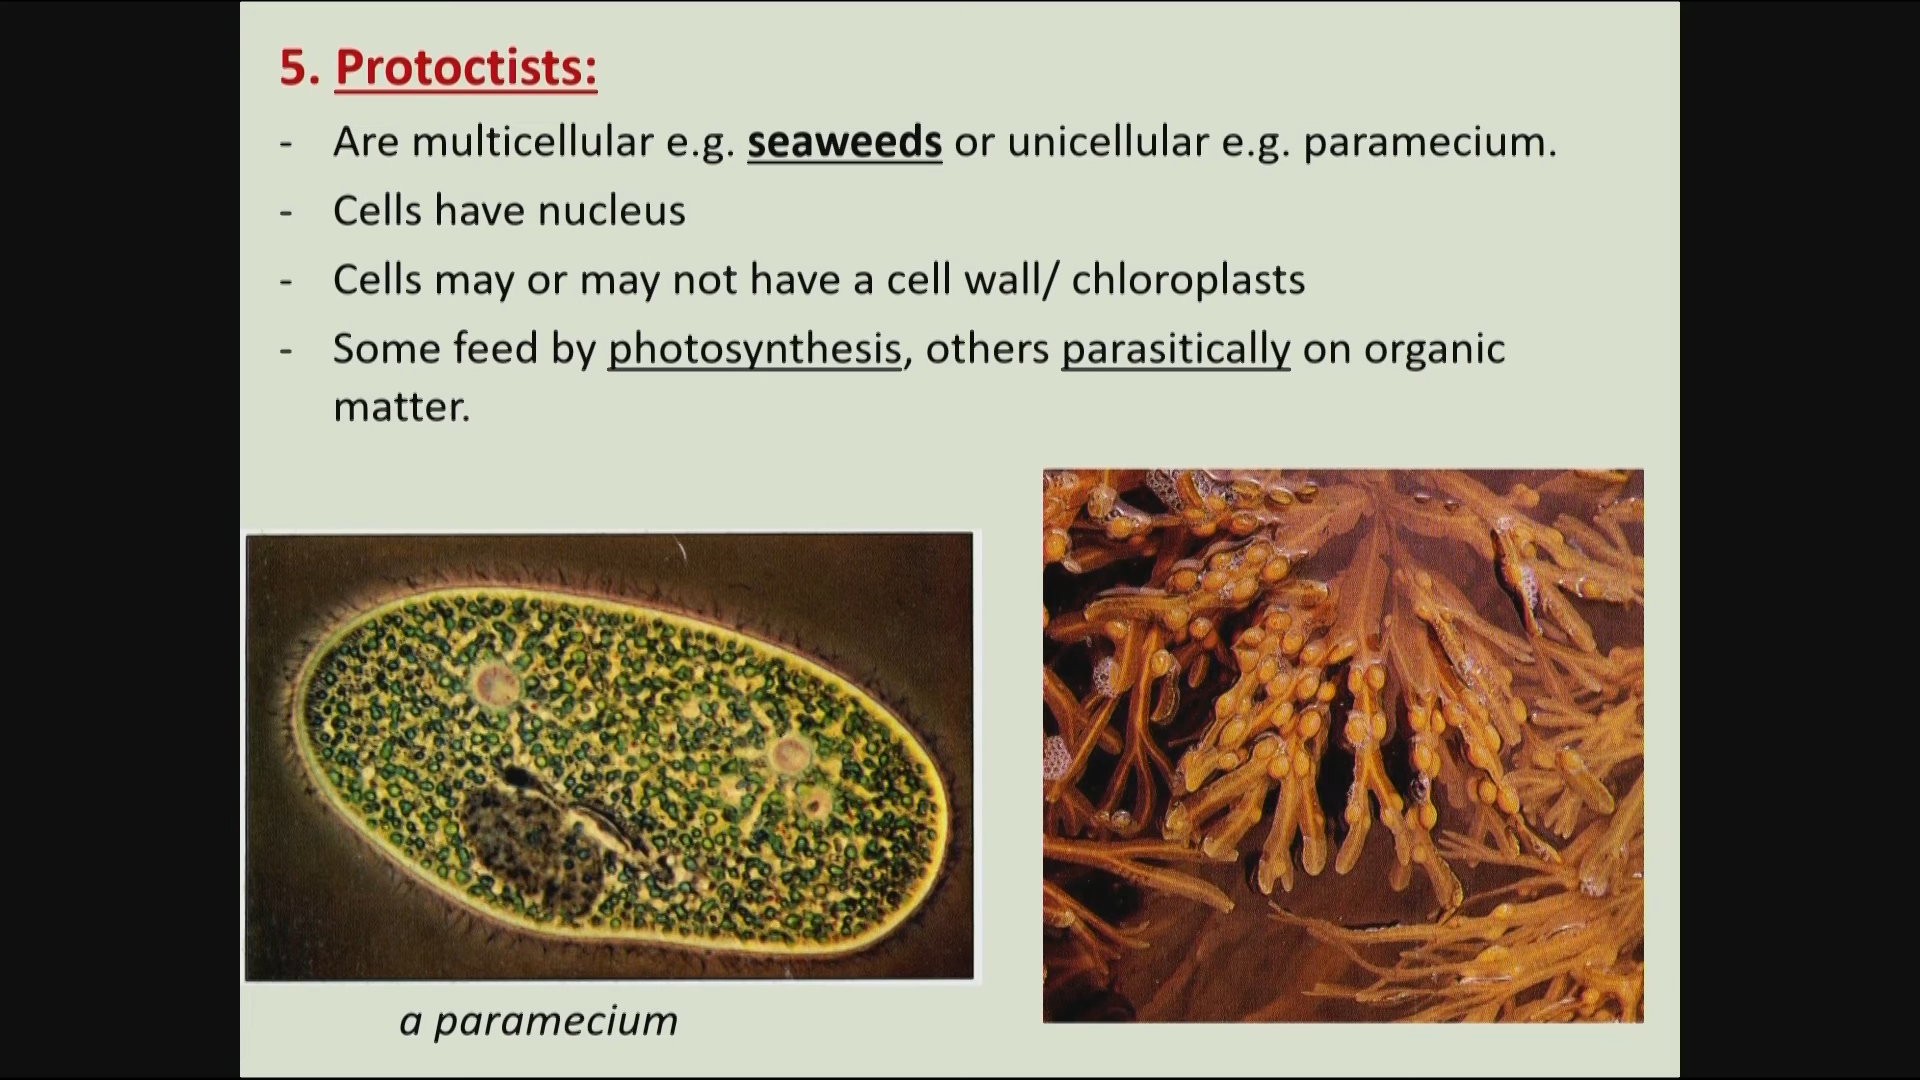 5. Protoctists:
- Are multicellular e.g. seaweeds or unicellular e.g. paramecium.
- Cells have nucleus
- Cells may or may not have a cell wall/ chloroplasts
- Some feed by photosynthesis, others parasitically on organic
matter.
a paramecium